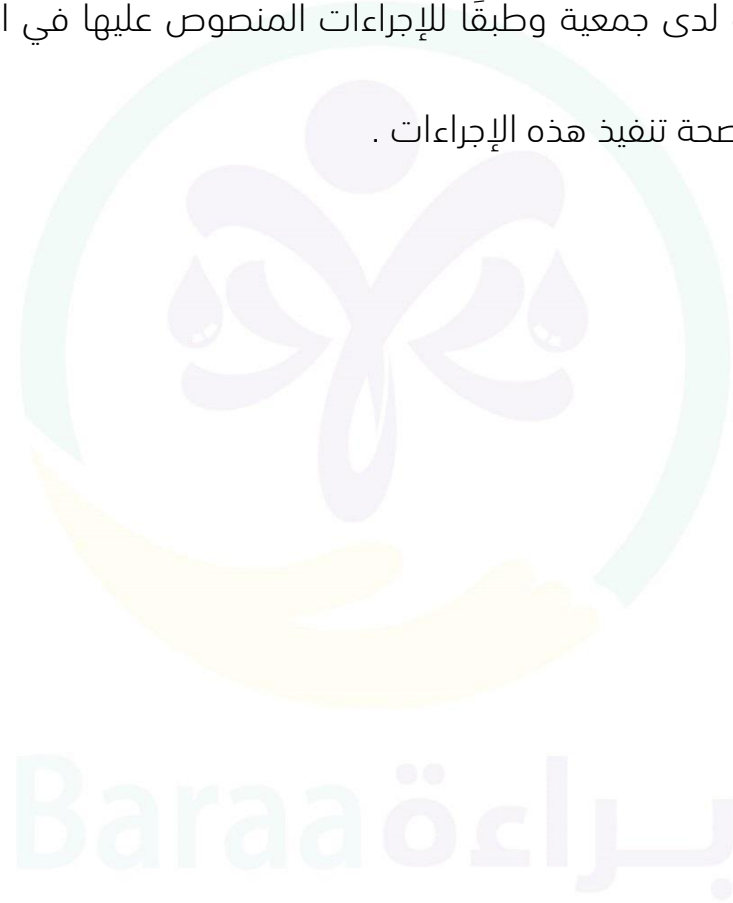 لدى جمعية وطبقًا للإجراءات المنصوص عليها في
صحة تنفيذ هذه الإجراءات .
Baraa براءة